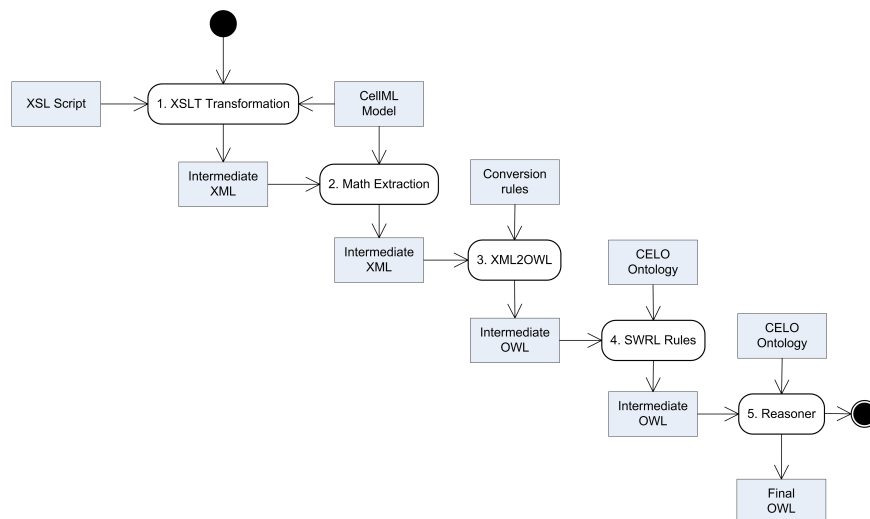 XSL Script
1. XSLT Transformation
CellML
Model
Intermediate
XML
2. Math Extraction
Conversion
rules
Intermediate
XML
3. XML2OWL
CELO
Ontology
Intermediate
OWL
4. SWRL Rules
CELO
Ontology
Intermediate
OWL
5. Reasoner
Final
OWL